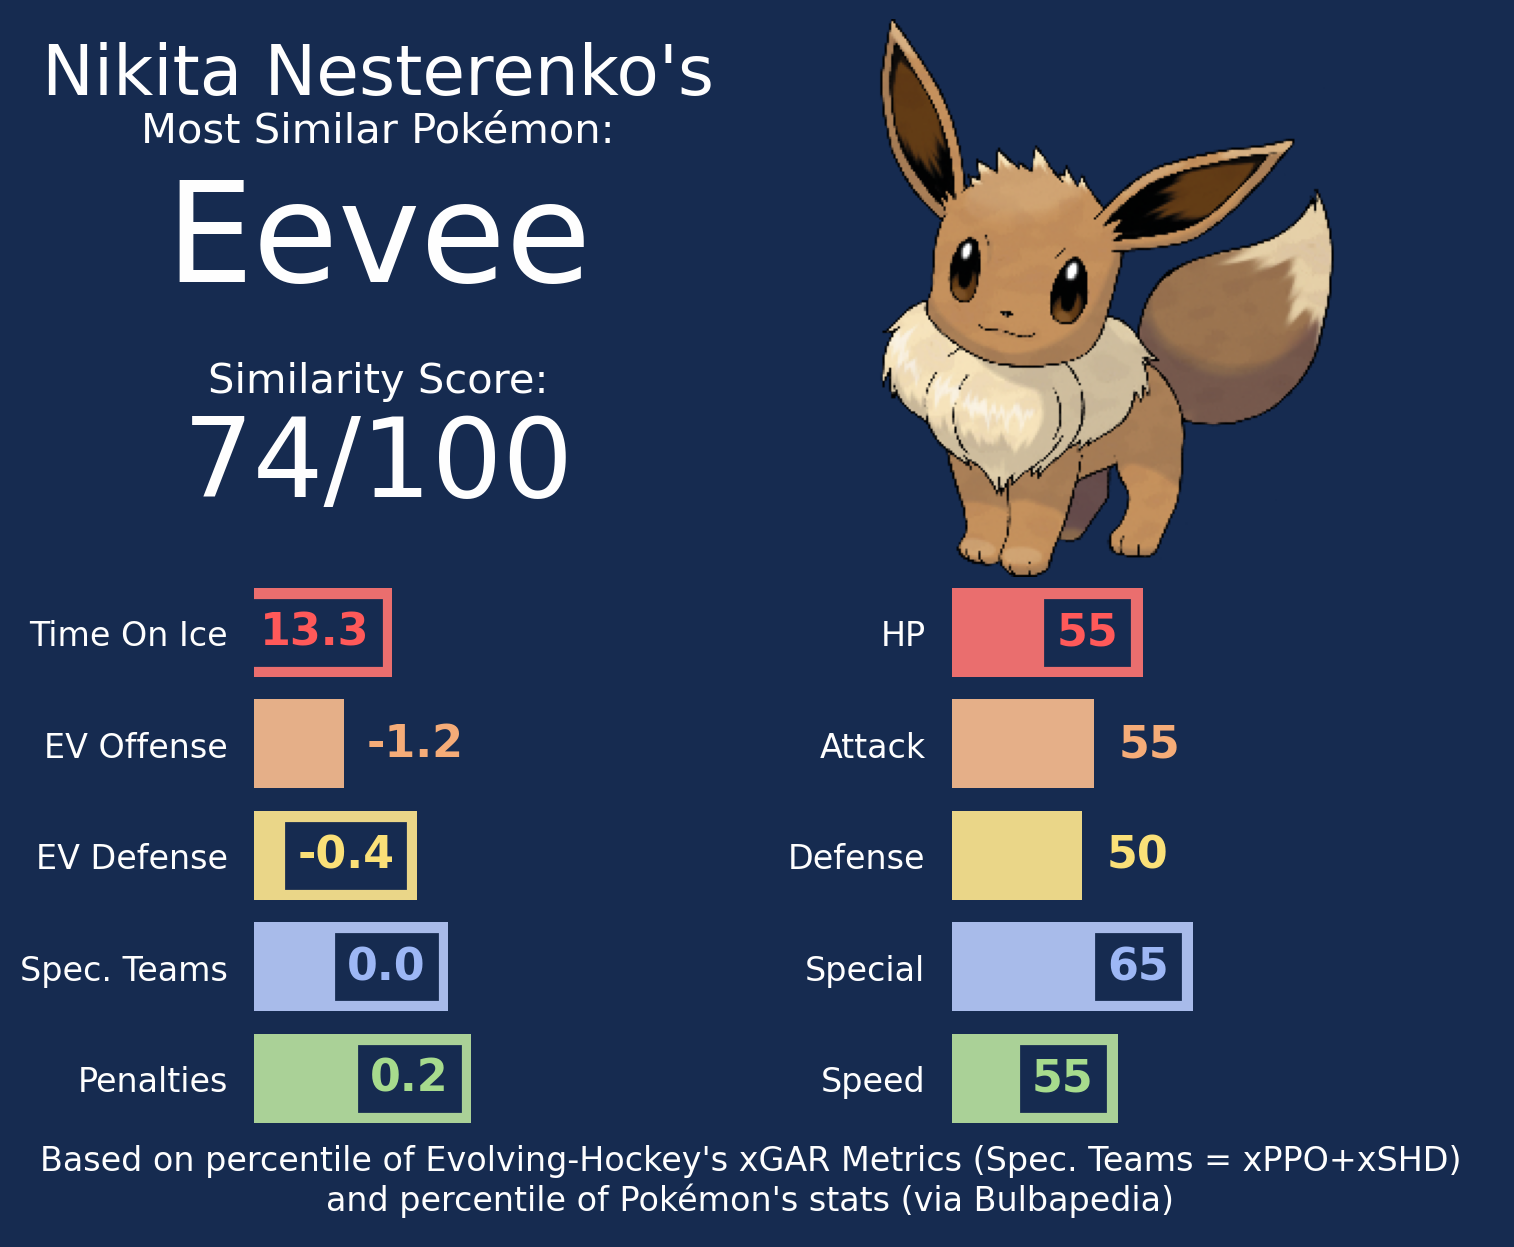 Nikita Nesterenko's
Most Similar Pokémon:
Eevee
Similarity Score:
74/100
Time On Ice 13.3
EV Offense -1.2
EV Defense -0.4
Spec. Teams 0.0
Penalties 0.2
HP 55
Attack 55
Defense 50
Special 65
Speed 55
Based on percentile of Evolving-Hockey's xGAR Metrics (Spec. Teams = xPPO+xSHD)
and percentile of Pokémon's stats (via Bulbapedia)